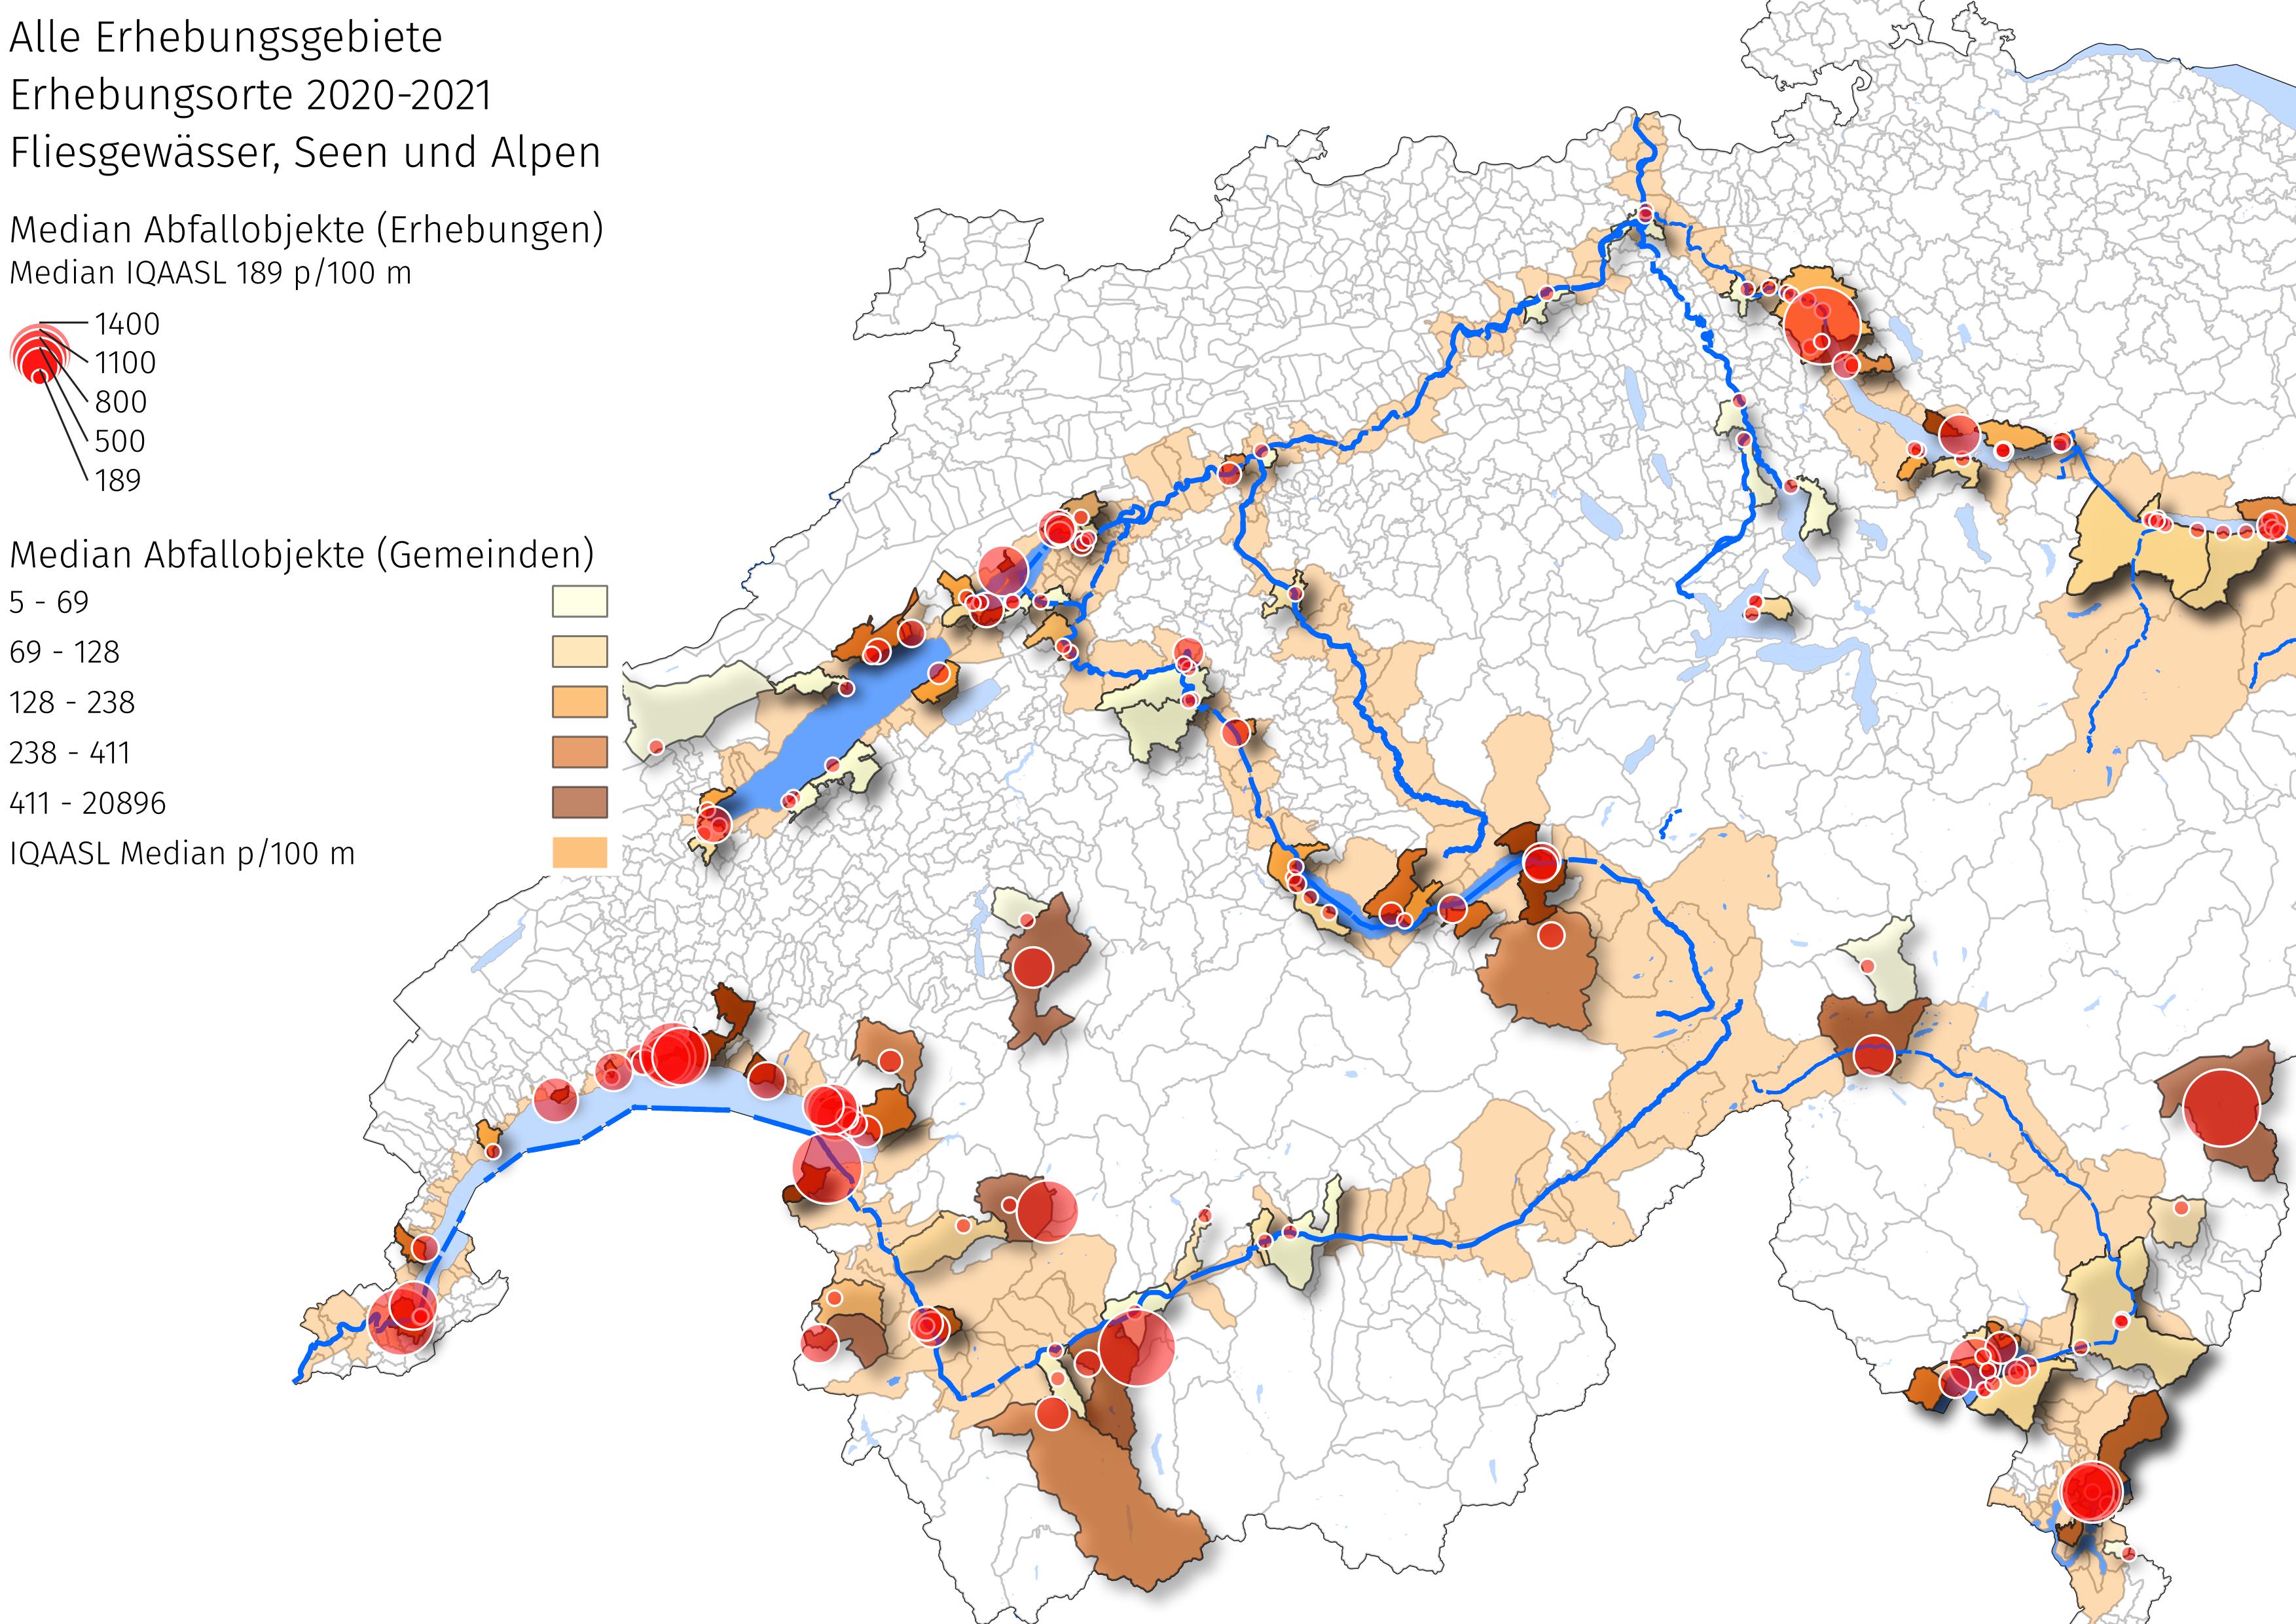 Alle Erhebungsgebiete
Erhebungsorte 2020-2021
Fliesgewässer, Seen und Alpen
Median Abfallobjekte (Erhebungen)
Median IQAASL 189 p/100 m
1400
1100
800
500
189
Median Abfallobjekte (Gemeinden)
5 - 69
69 - 128
128 - 238
238 - 411
411 - 20896
IQAASL Median p/100 m